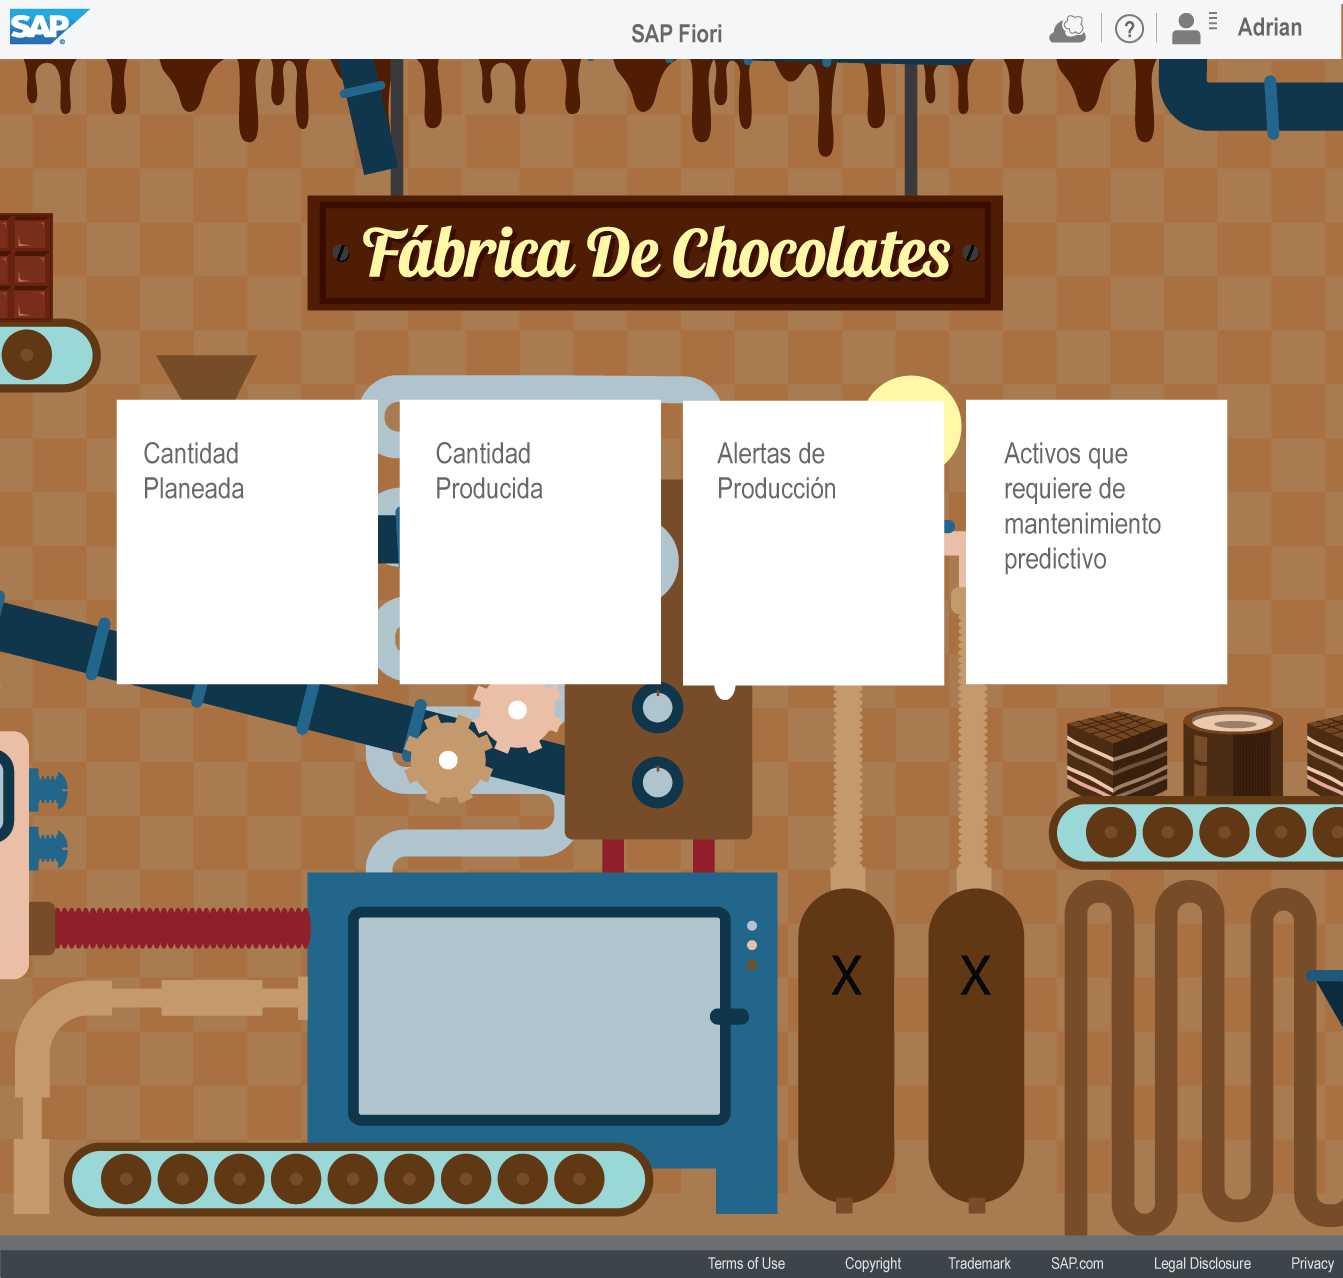 SAP
SAP Fiori
?
Adrian
Fábrica De Chocolates
Cantidad
Planeada
Cantidad
Producida
Alertas de
Producción
Activos que
requiere de
mantenimiento
predictivo
X
X
Terms of Use
Copyright
Trademark
SAP.com
Legal Disclosure
Privacy